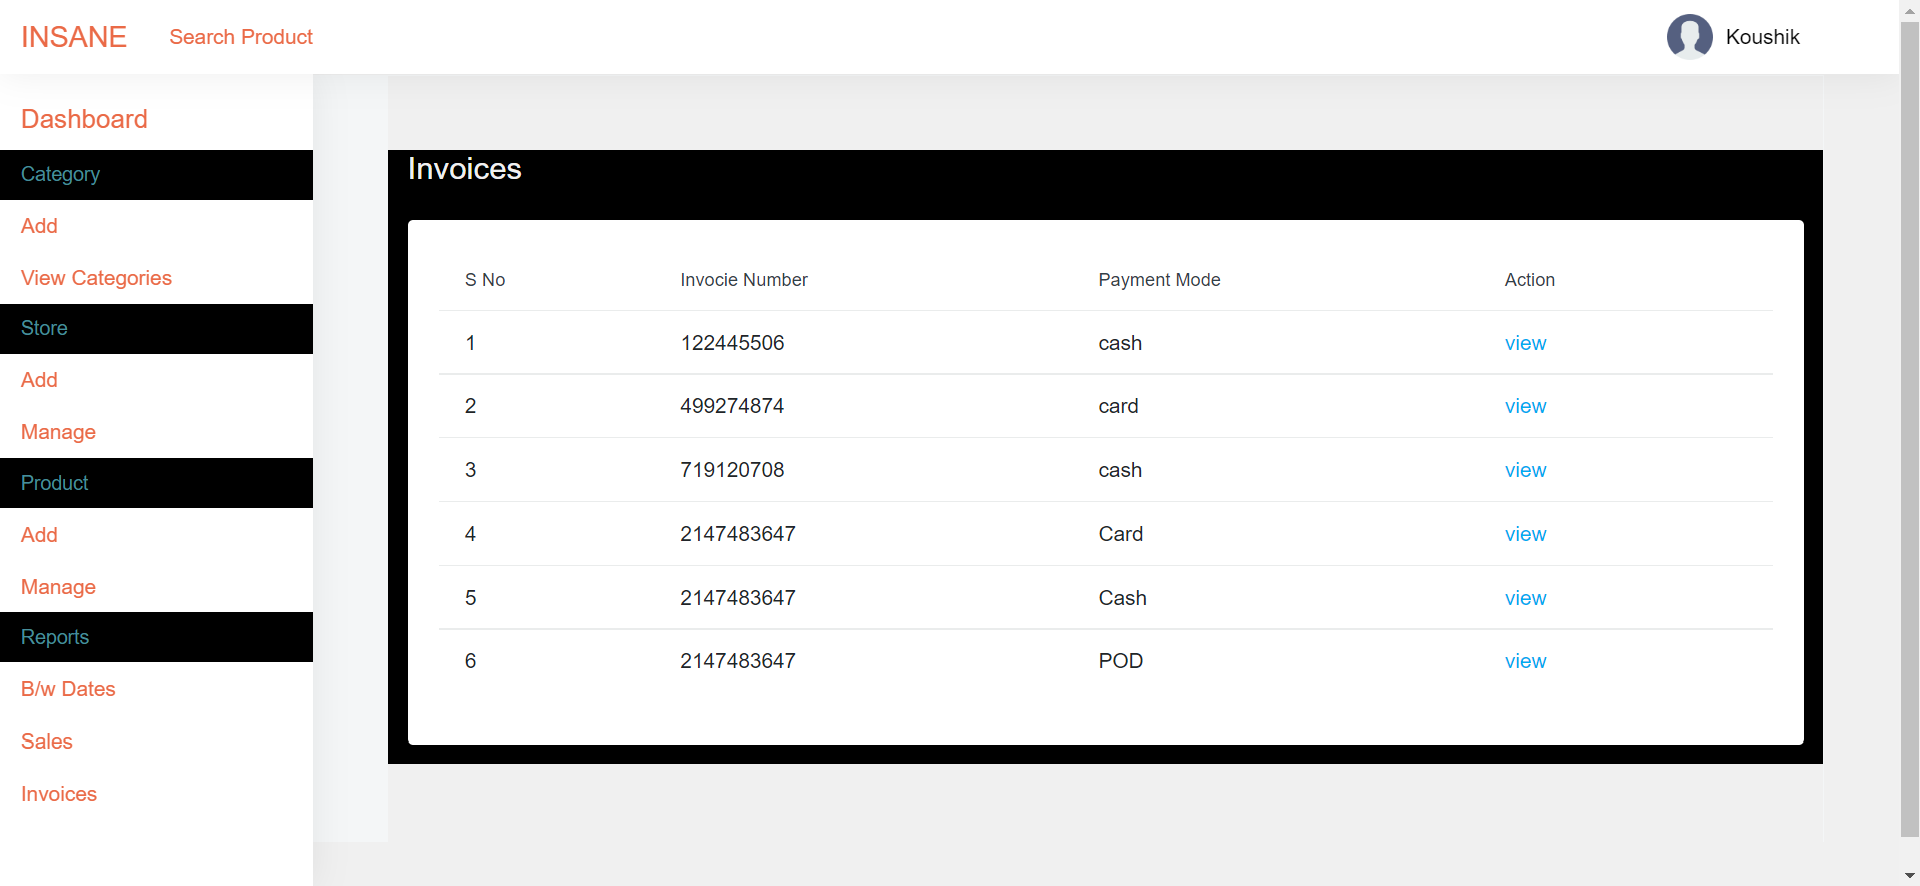 INSANE Search Product Koushik
Dashboard
Category
Add
View Categories
Store
Add
Manage
Product
Add
Manage
Reports
B/w Dates
Sales
Invoices
Invoices
S No Invocie Number Payment Mode Action
1 122445506 cash view
2 499274874 card view
3 719120708 cash view
4 2147483647 Card view
5 2147483647 Cash view
6 2147483647 POD view